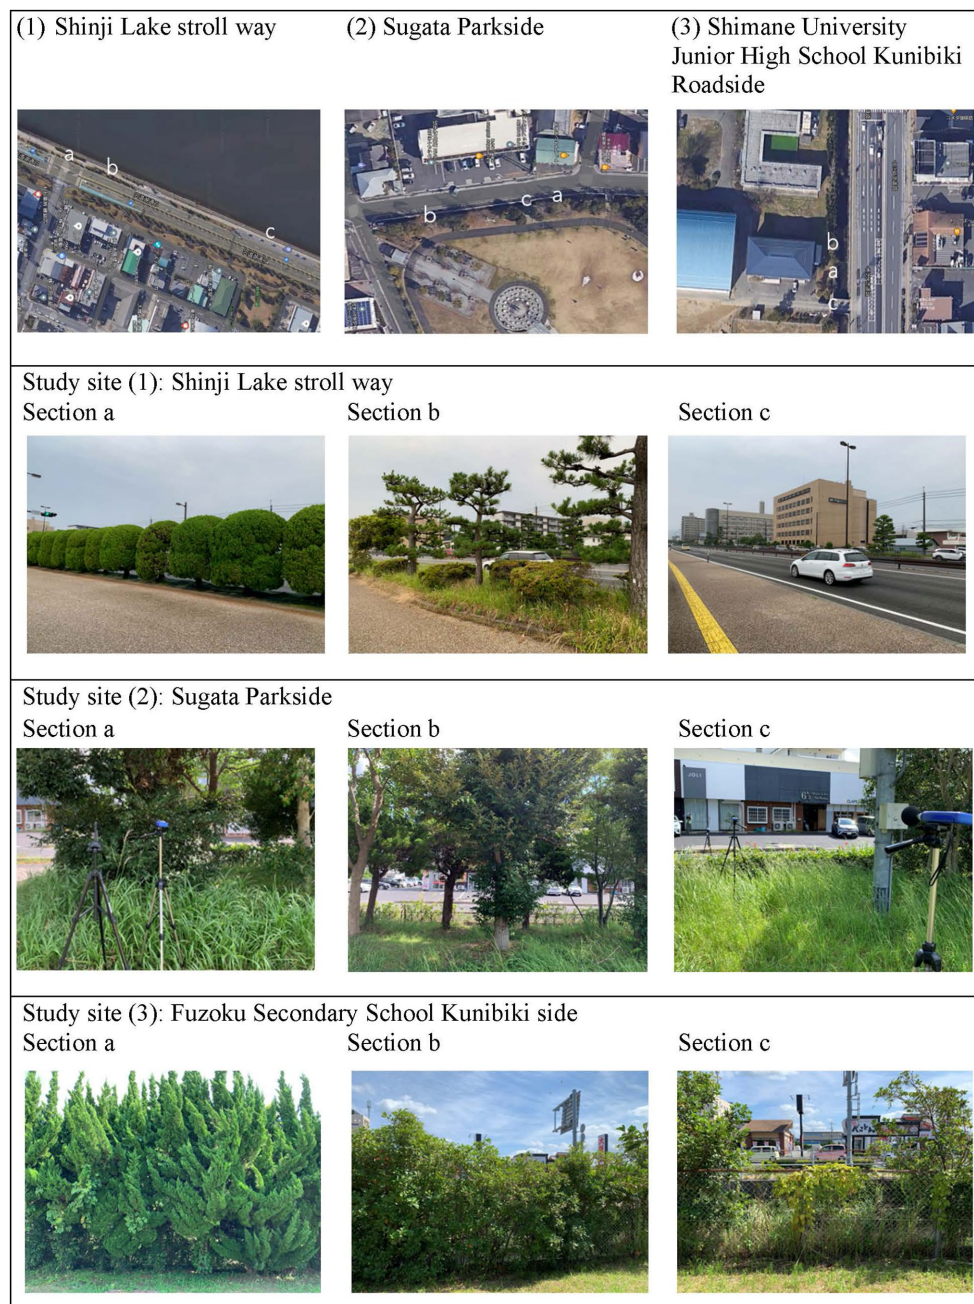 (1) Shinji Lake stroll way
(2) Sugata Parkside
(3) Shimane University
Junior High School Kunibiki
Roadside
a
b
c
b
c
a
b
a
c
Study site (1): Shinji Lake stroll way
Section a
Section b
Section c
Study site (2): Sugata Parkside
Section a
Section b
Section c
JOLI
Study site (3): Fuzoku Secondary School Kunibiki side
Section a
Section b
Section c